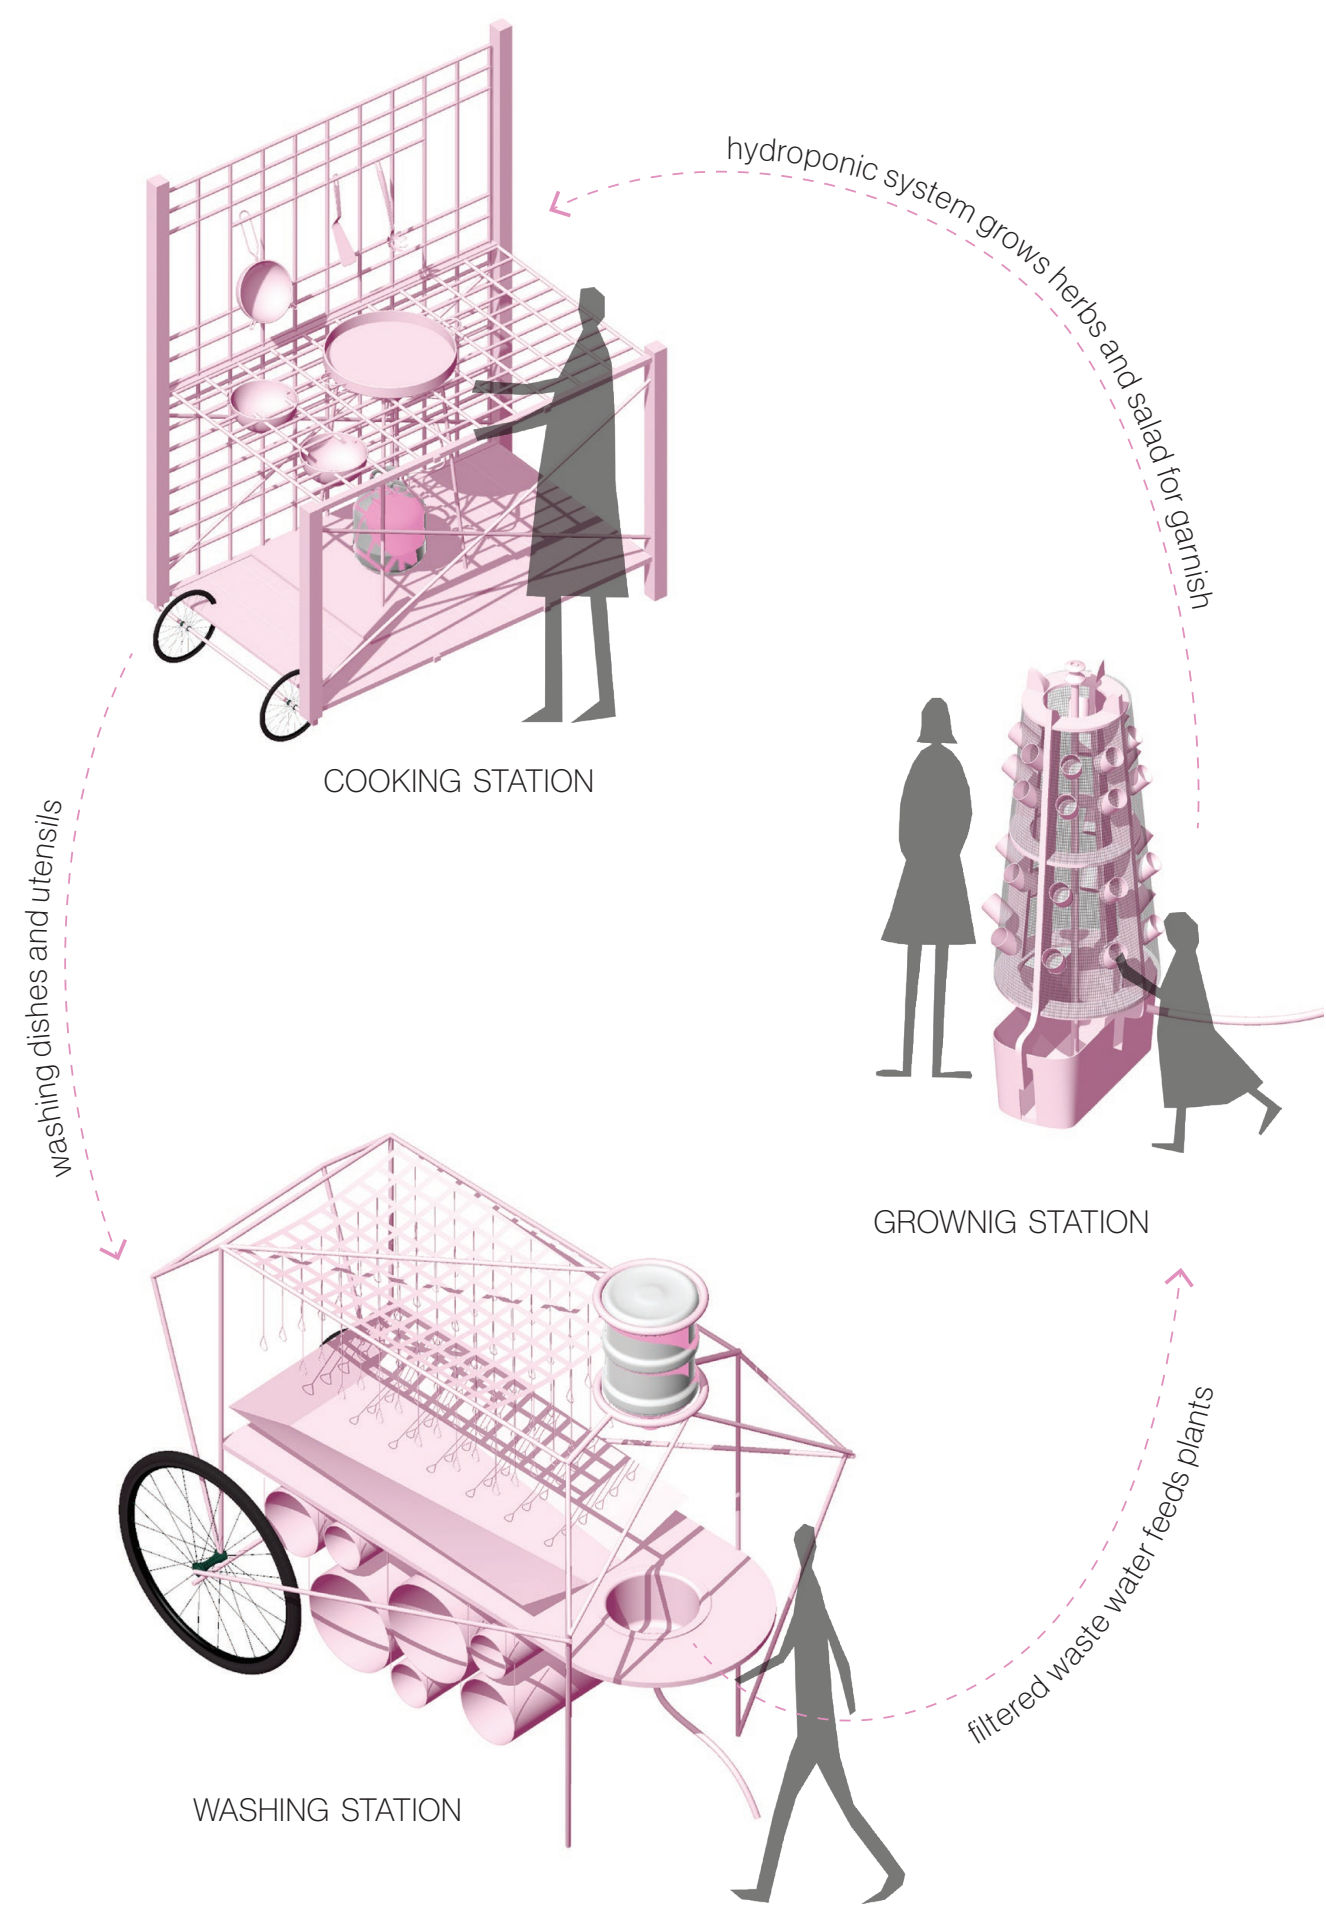 hydroponic system grows herbs and salad for garnish
COOKING STATION
washing dishes and utensils
GROWNIG STATION
filtered waste water feeds plants
WASHING STATION